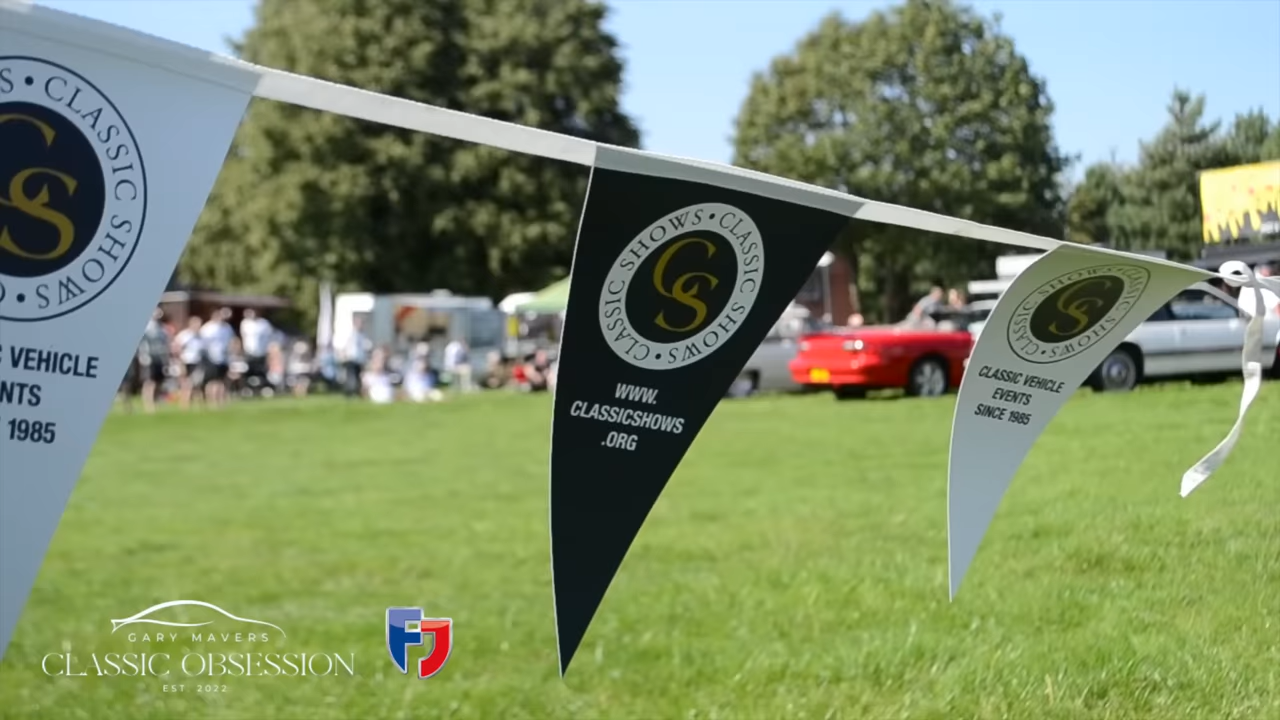 S • CLASSIC SHOWS • C
CS
C VEHICLE
NTS
1985
CLASSIC SHOWS • CLASSIC SHOWS •
CS
WWW.
CLASSICSHOWS
.ORG
CLASSIC SHOWS • CLASSIC SHOWS •
CS
CLASSIC VEHICLE
EVENTS
SINCE 1985
GARY MAVERS
CLASSIC OBSESSION
EST 2022